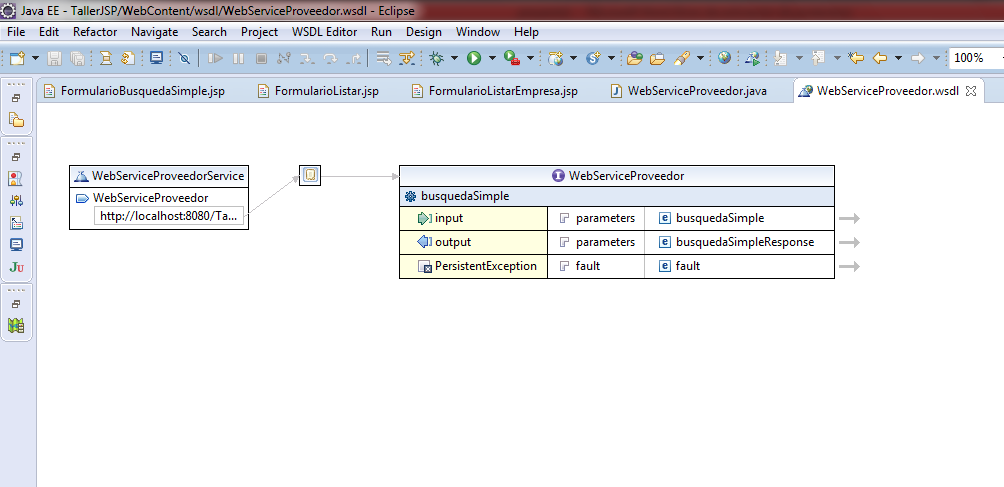 Java EE - TallerJSP/WebContent/wsdl/WebServiceProveedor.wsdl - Eclipse
File Edit Refactor Navigate Search Project WSDL Editor Run Design Window Help
100%
FormularioBusquedaSimple.jsp FormularioListar.jsp FormularioListarEmpresa.jsp WebServiceProveedor.java WebServiceProveedor.wsdl
WebServiceProveedorService
WebServiceProveedor
http://localhost:8080/Ta...
WebServiceProveedor
busquedaSimple
input parameters busquedaSimple
output parameters busquedaSimpleResponse
PersistentException fault fault